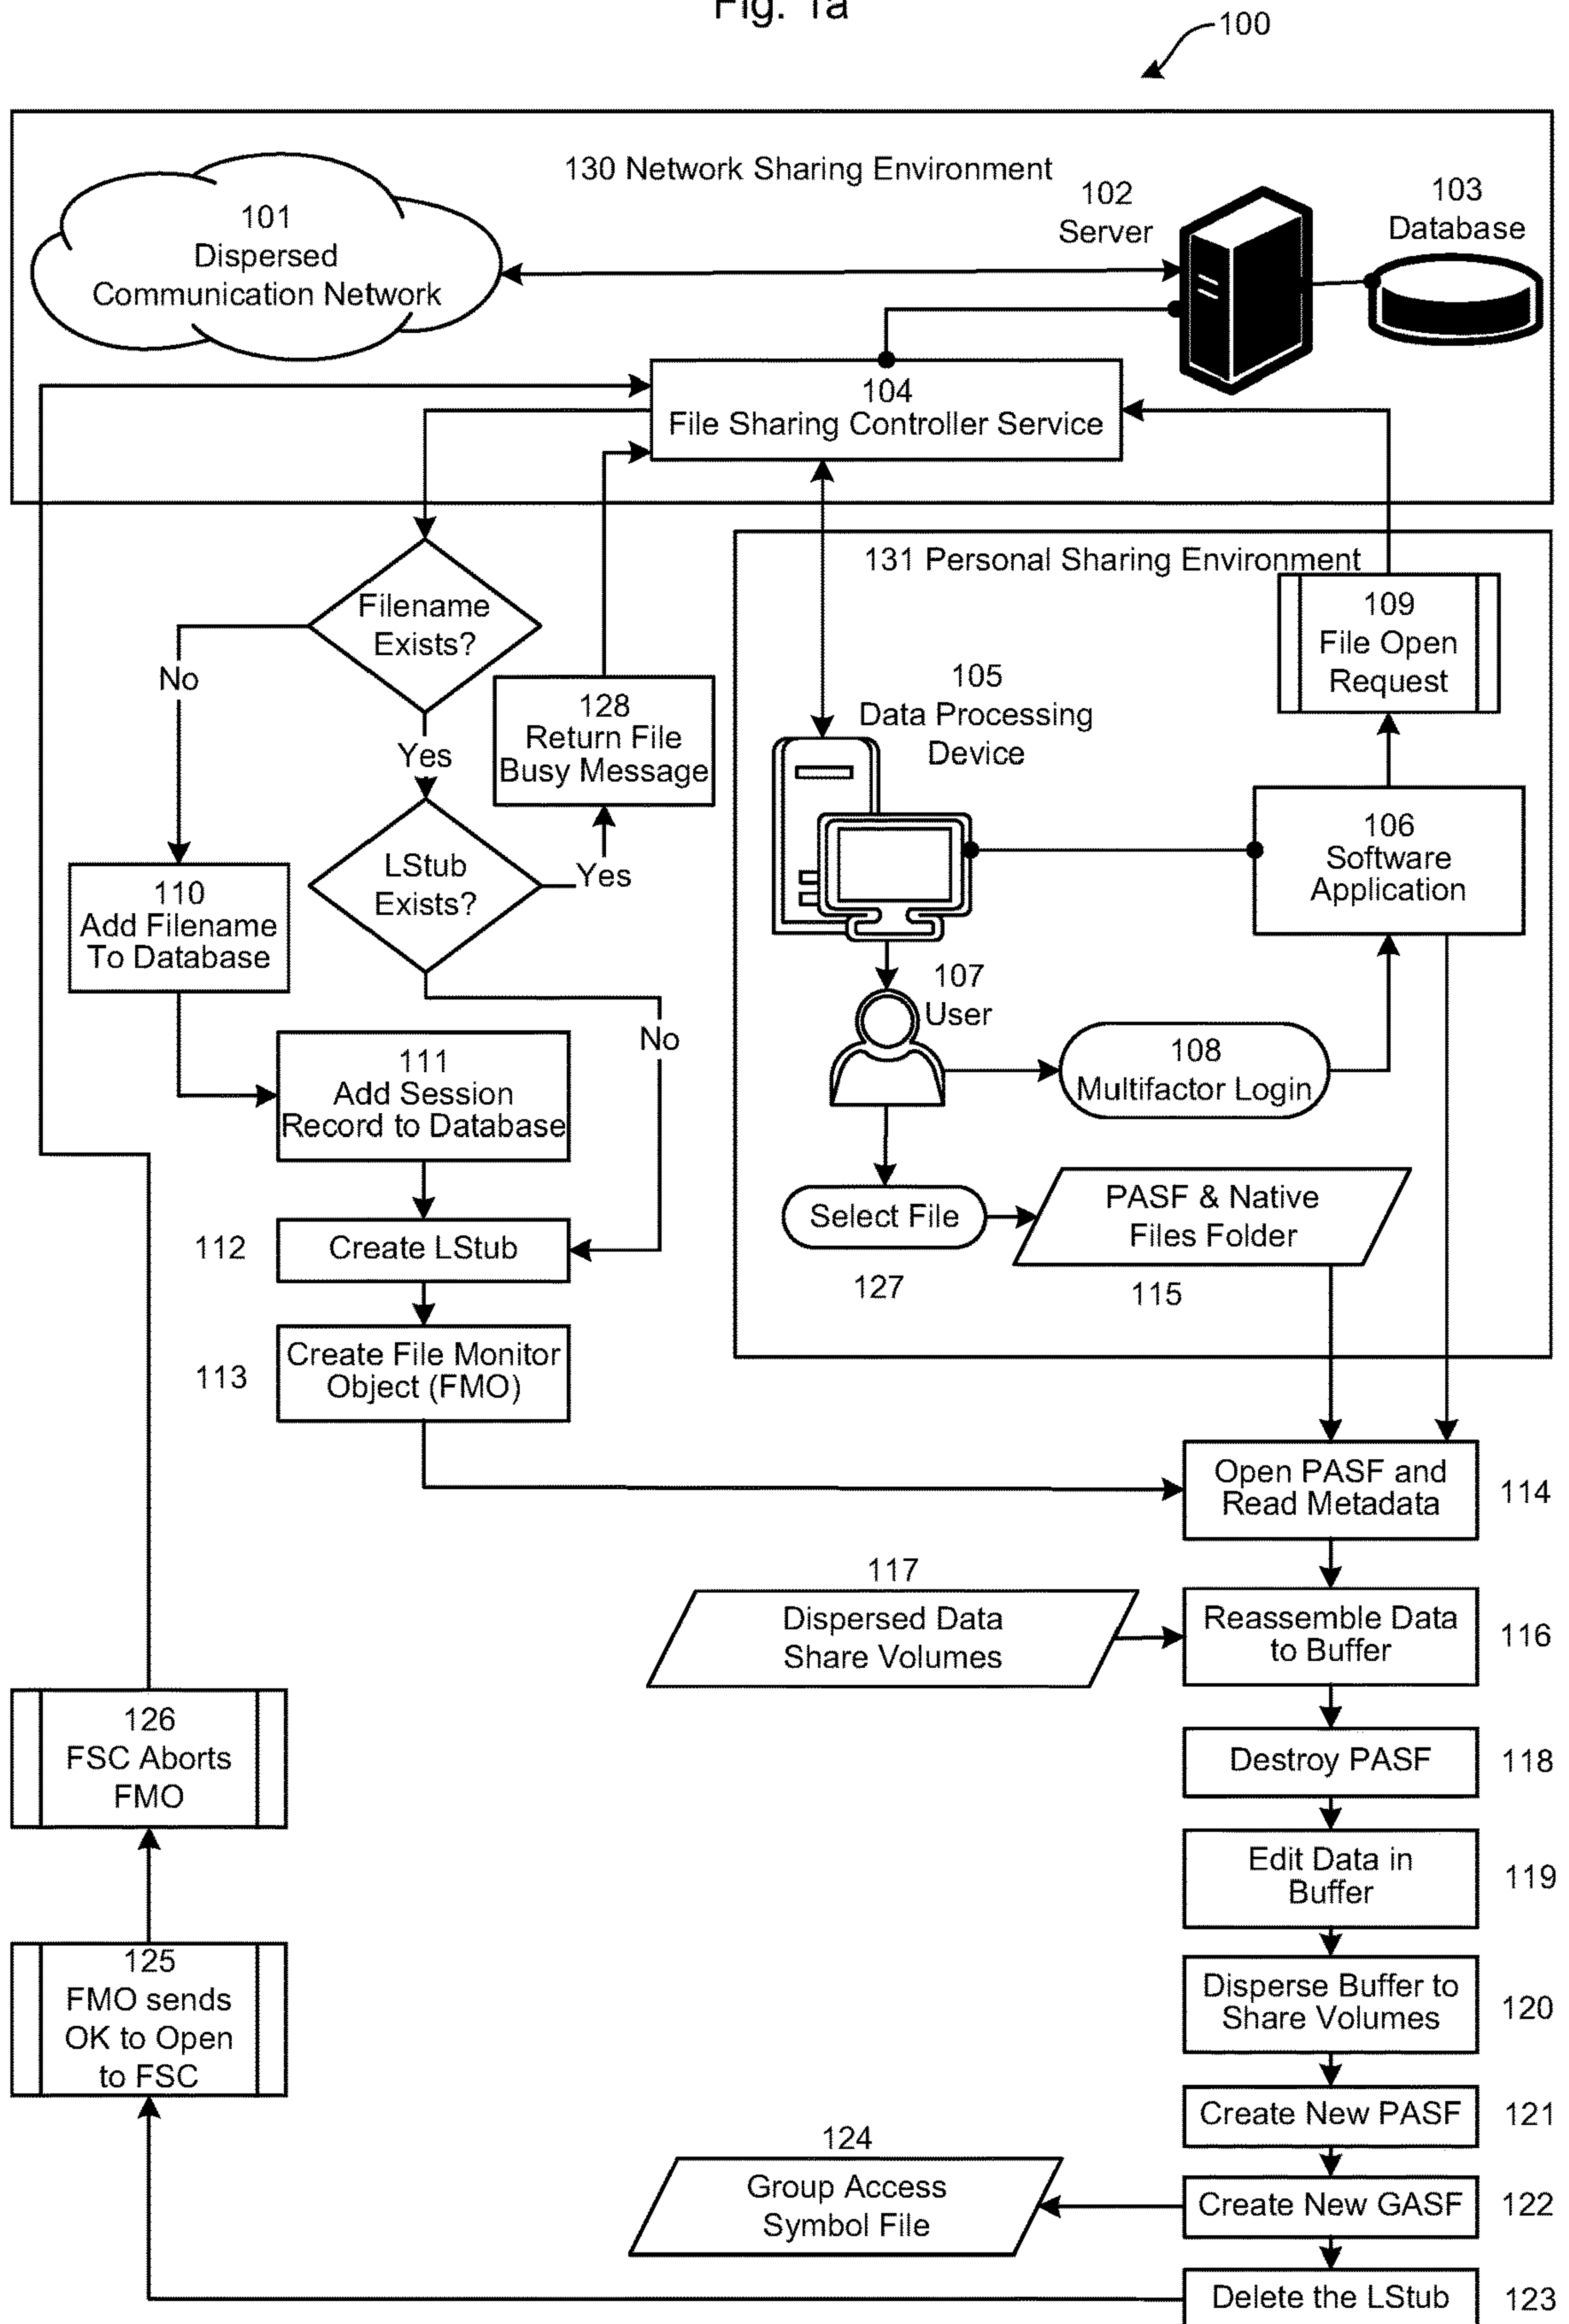 Fig. 1a
100
130 Network Sharing Environment
101
Dispersed
Communication Network
102
Server
103
Database
104
File Sharing Controller Service
131 Personal Sharing Environment
Filename
Exists?
No
Yes
128
Return File
Busy Message
109
File Open
Request
105
Data Processing
Device
106
Software
Application
LStub
Exists?
Yes
No
110
Add Filename
To Database
107
User
108
Multifactor Login
111
Add Session
Record to Database
Select File
127
PASF & Native
Files Folder
115
112
Create LStub
113
Create File Monitor
Object (FMO)
Open PASF and
Read Metadata
114
117
Dispersed Data
Share Volumes
Reassemble Data
to Buffer
116
126
FSC Aborts
FMO
Destroy PASF
118
Edit Data in
Buffer
119
125
FMO sends
OK to Open
to FSC
Disperse Buffer to
Share Volumes
120
Create New PASF
121
124
Group Access
Symbol File
Create New GASF
122
Delete the LStub
123